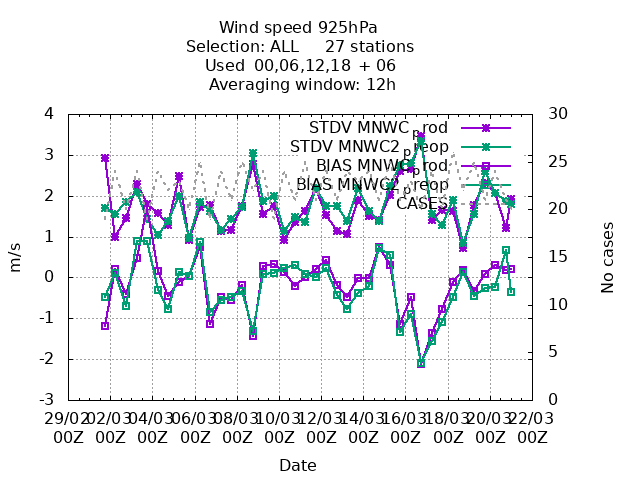 Wind speed 925hPa
Selection: ALL 27 stations
Used 00,06,12,18 + 06
Averaging window: 12h
STDV MNWC_prod
STDV MNWC2_preop
BIAS MNWC_prod
BIAS MNWC2_preop
CASES
4
3
2
1
0
-1
-2
-3
30
25
20
15
10
5
0
m/s
No cases
29/02 02/03 04/03 06/03 08/03 10/03 12/03 14/03 16/03 18/03 20/03 22/03
00Z 00Z 00Z 00Z 00Z 00Z 00Z 00Z 00Z 00Z 00Z 00Z
Date